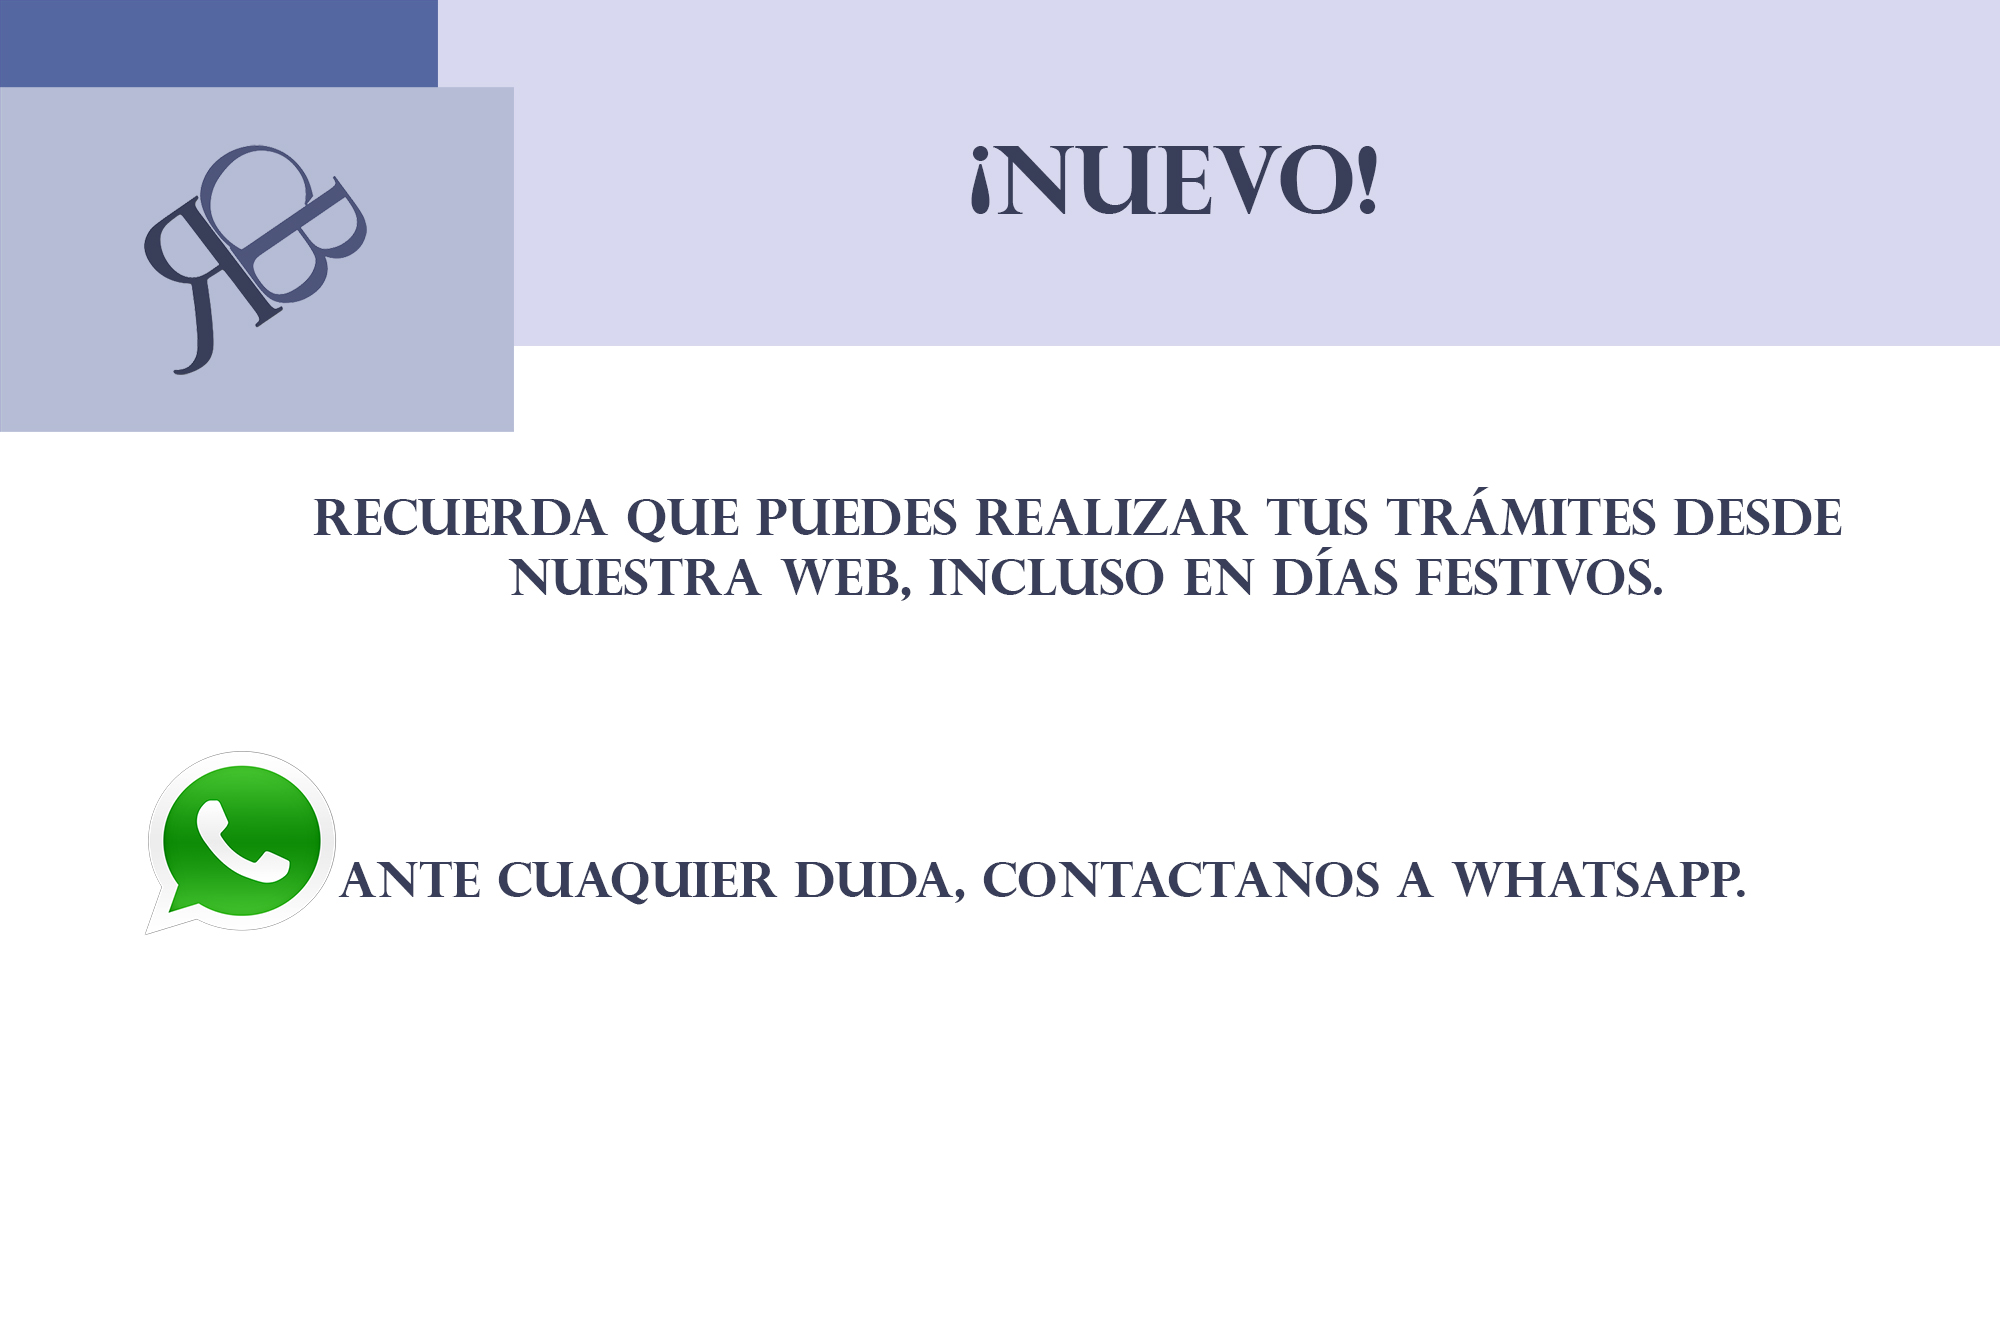 ¡NUEVO!
RECUERDA QUE PUEDES REALIZAR TUS TRÁMITES DESDE
NUESTRA WEB, INCLUSO EN DÍAS FESTIVOS.
ANTE CUAQUIER DUDA, CONTACTANOS A WHATSAPP.